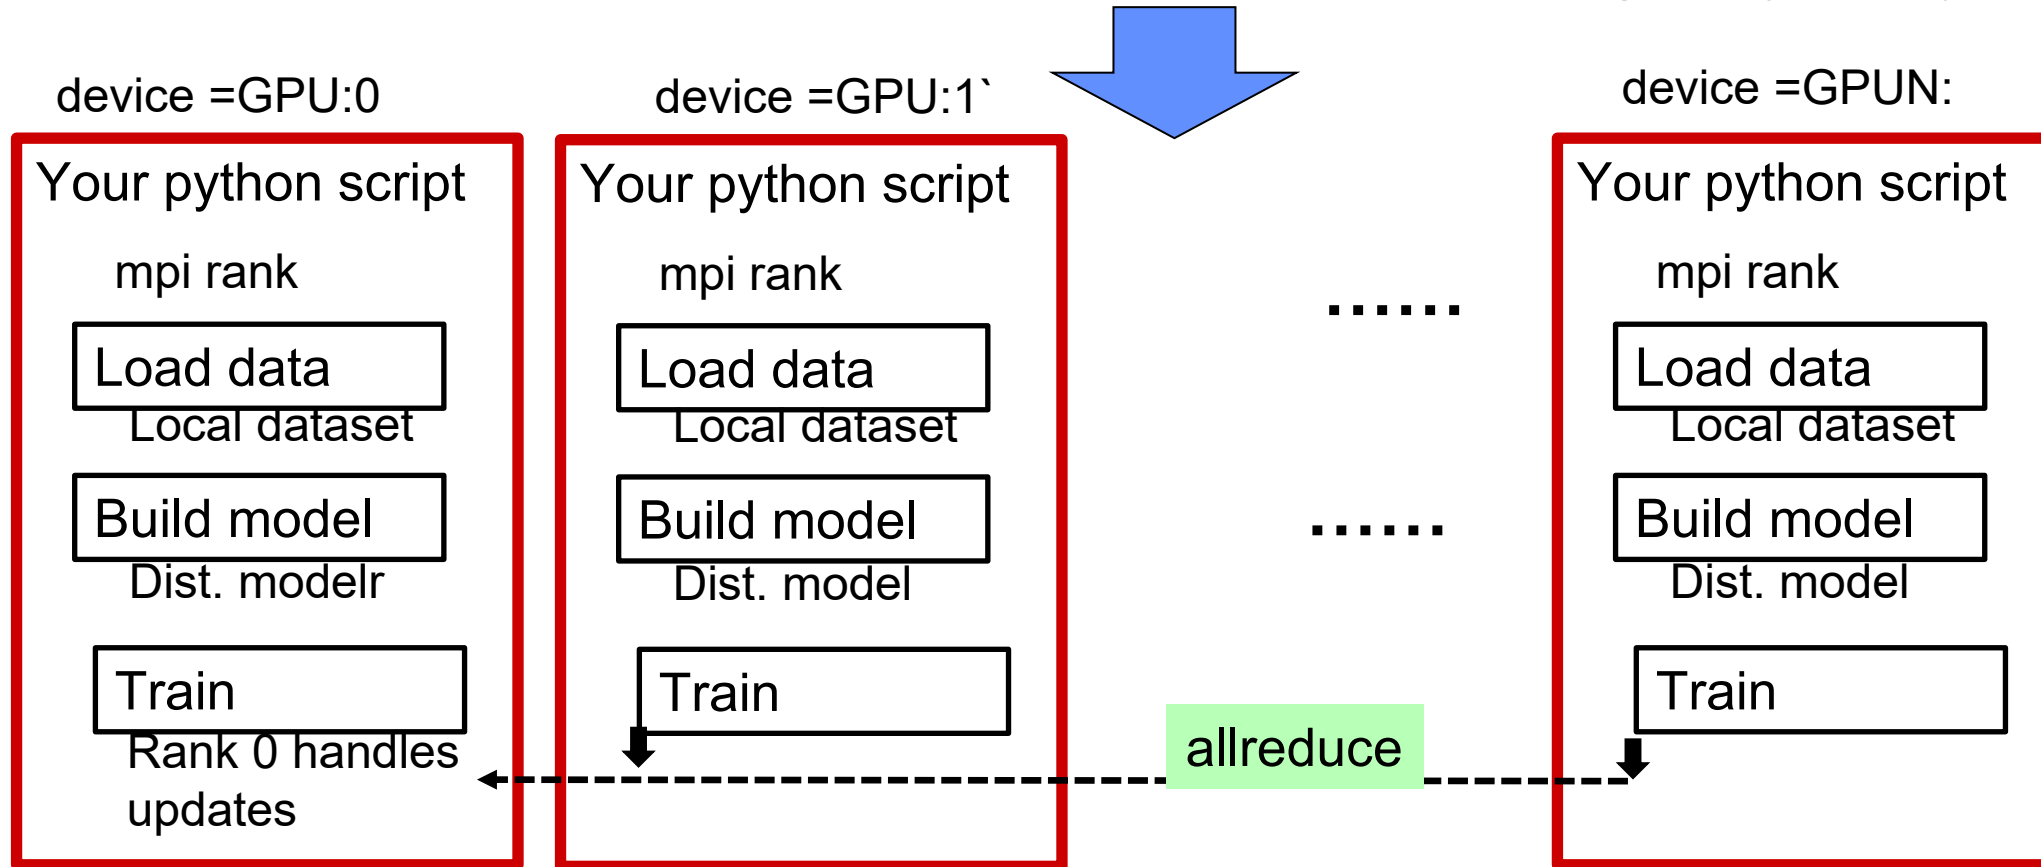 device =GPU:0
device =GPU:1`
device =GPUN:
Your python script
mpi rank
Load data
Local dataset
Build model
Dist. modelr
Train
Rank 0 handles
updates
Your python script
mpi rank
Load data
Local dataset
Build model
Dist. model
Train
......
......
allreduce
Your python script
mpi rank
Load data
Local dataset
Build model
Dist. model
Train